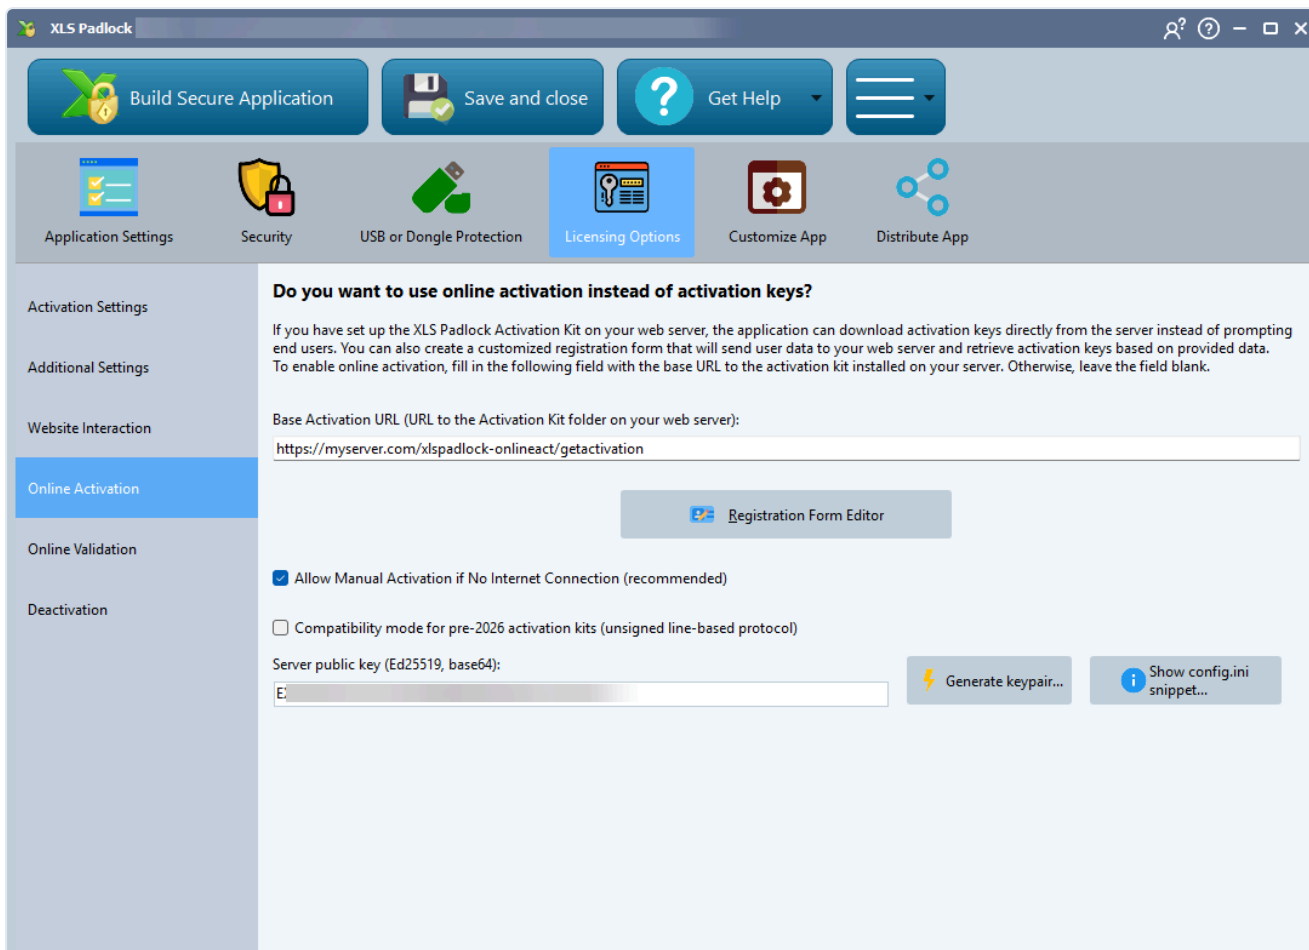 XLS Padlock
Build Secure Application
Save and close
Get Help
Application Settings
Security
USB or Dongle Protection
Licensing Options
Customize App
Distribute App
Activation Settings
Additional Settings
Website Interaction
Online Activation
Online Validation
Deactivation
Do you want to use online activation instead of activation keys?
If you have set up the XLS Padlock Activation Kit on your web server, the application can download activation keys directly from the server instead of prompting
end users. You can also create a customized registration form that will send user data to your web server and retrieve activation keys based on provided data.
To enable online activation, fill in the following field with the base URL to the activation kit installed on your server. Otherwise, leave the field blank.
Base Activation URL (URL to the Activation Kit folder on your web server):
https://myserver.com/xlspadlock-onlineact/getactivation
Registration Form Editor
Allow Manual Activation if No Internet Connection (recommended)
Compatibility mode for pre-2026 activation kits (unsigned line-based protocol)
Server public key (Ed25519, base64):
Generate keypair...
Show config.ini
snippet...